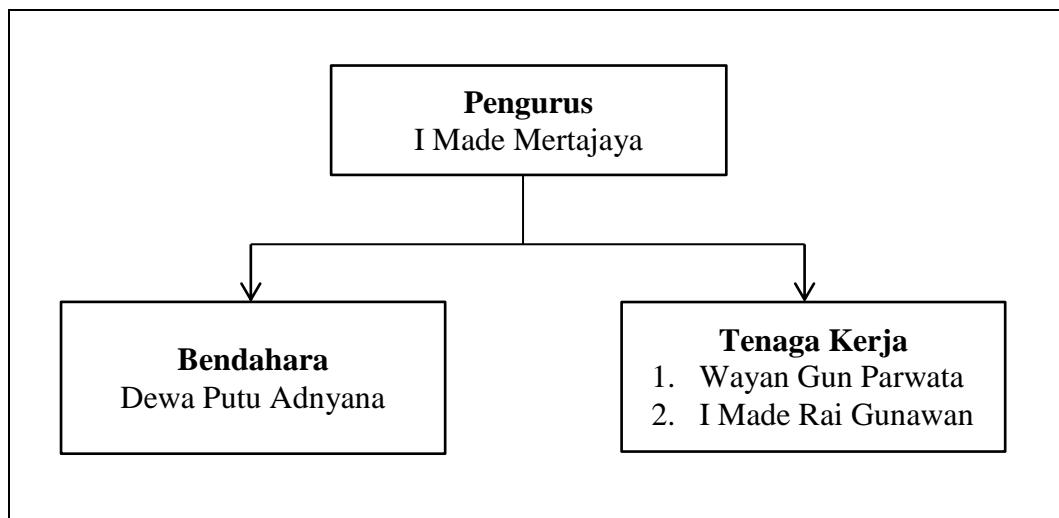 Pengurus
I Made Mertajaya
Bendahara
Dewa Putu Adnyana
Tenaga Kerja
1. Wayan Gun Parwata
2. I Made Rai Gunawan